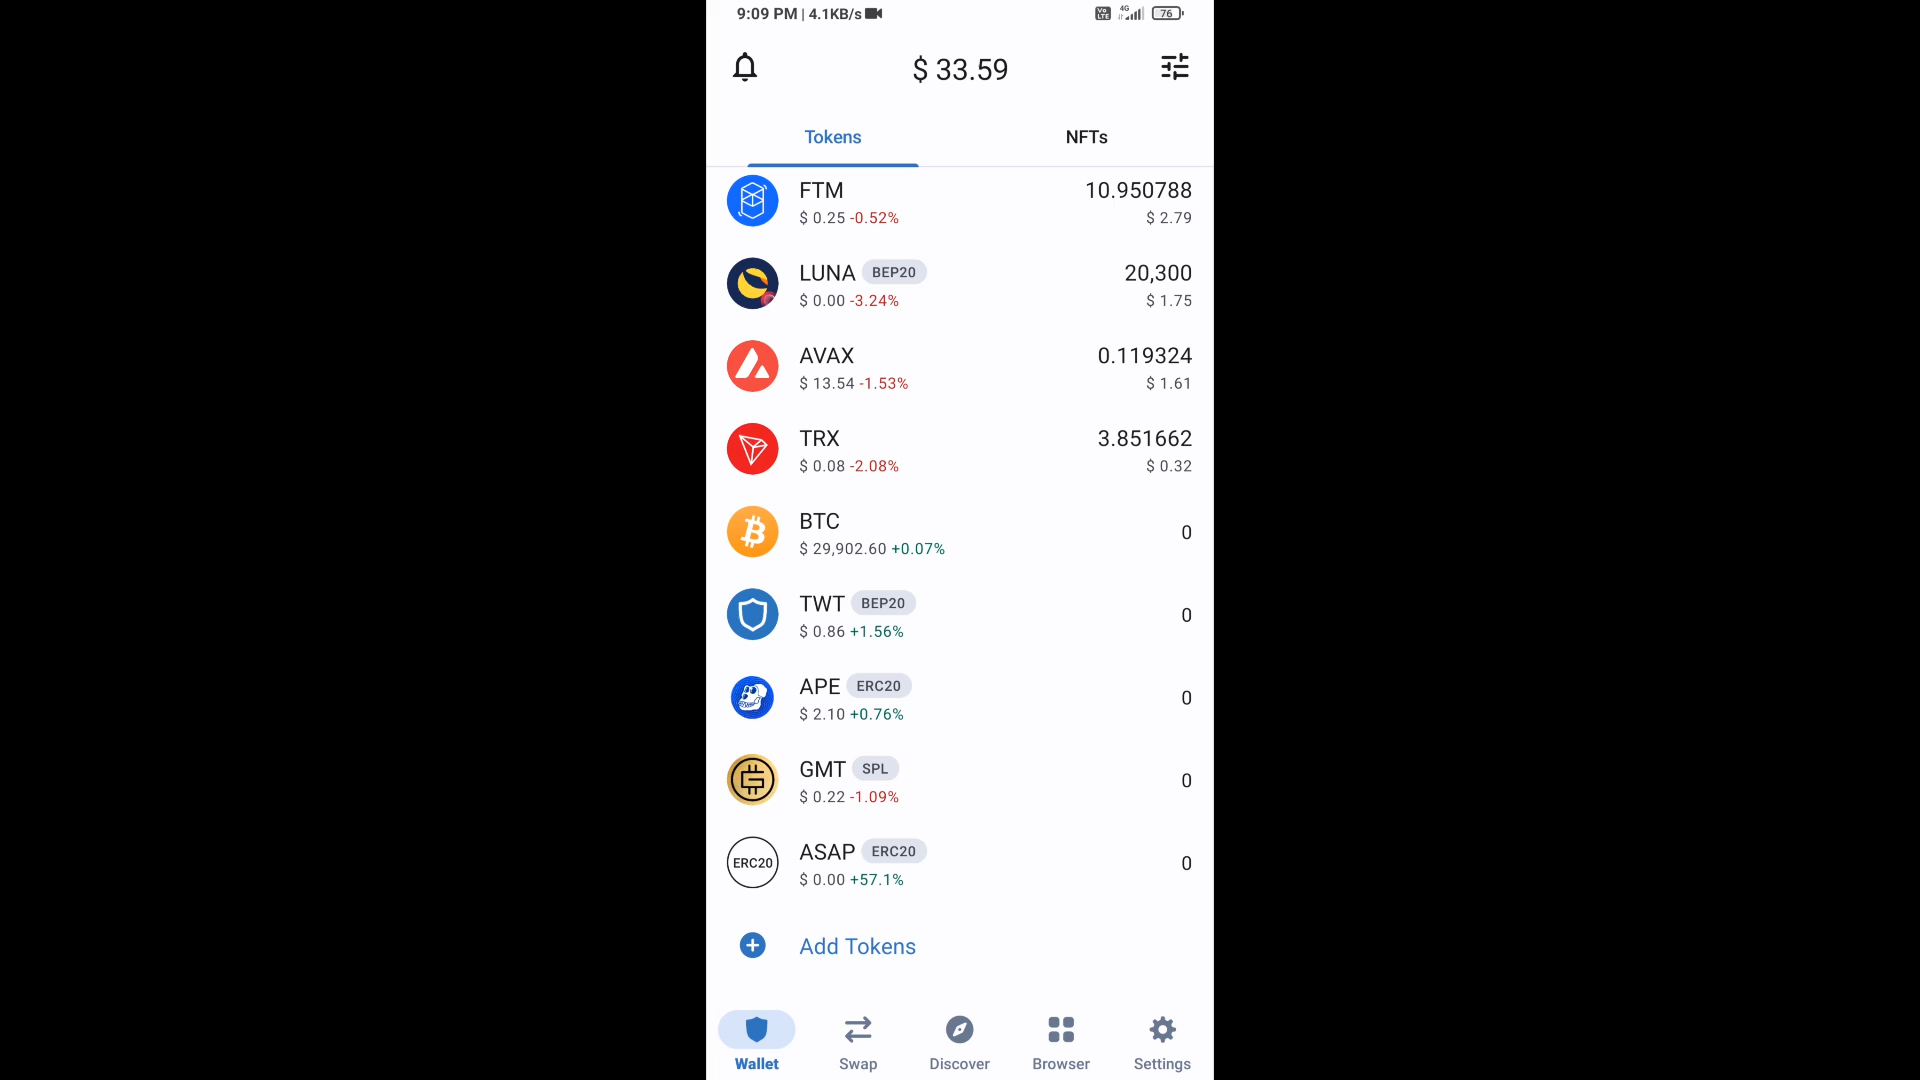 9:09 PM | 4.1KB/s
Vo LTE 4G 76
$ 33.59
Tokens NFTs
FTM 10.950788
$ 0.25 -0.52% $ 2.79
LUNA BEP20 20,300
$ 0.00 -3.24% $ 1.75
AVAX 0.119324
$ 13.54 -1.53% $ 1.61
TRX 3.851662
$ 0.08 -2.08% $ 0.32
BTC 0
$ 29,902.60 +0.07%
TWT BEP20 0
$ 0.86 +1.56%
APE ERC20 0
$ 2.10 +0.76%
GMT SPL 0
$ 0.22 -1.09%
ERC20 ASAP ERC20 0
$ 0.00 +57.1%
Add Tokens
Wallet Swap Discover Browser Settings